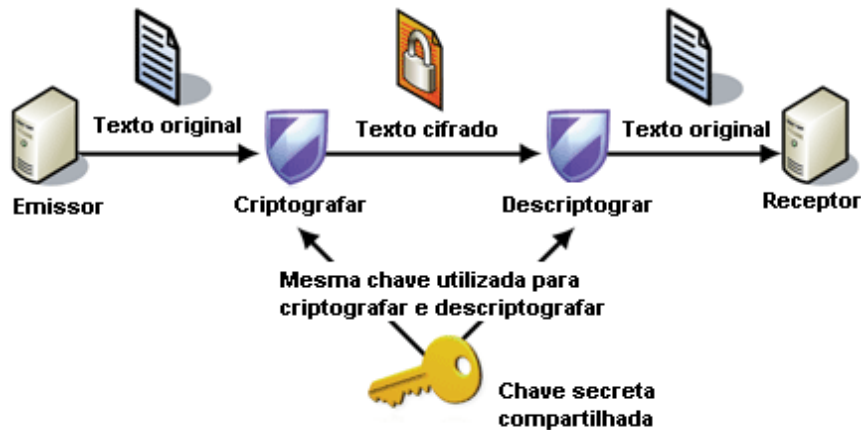 Texto original
Texto cifrado
Texto original
Emissor
Criptografar
Descriptograr
Receptor
Mesma chave utilizada para
criptografar e descriptografar
Chave secreta
compartilhada